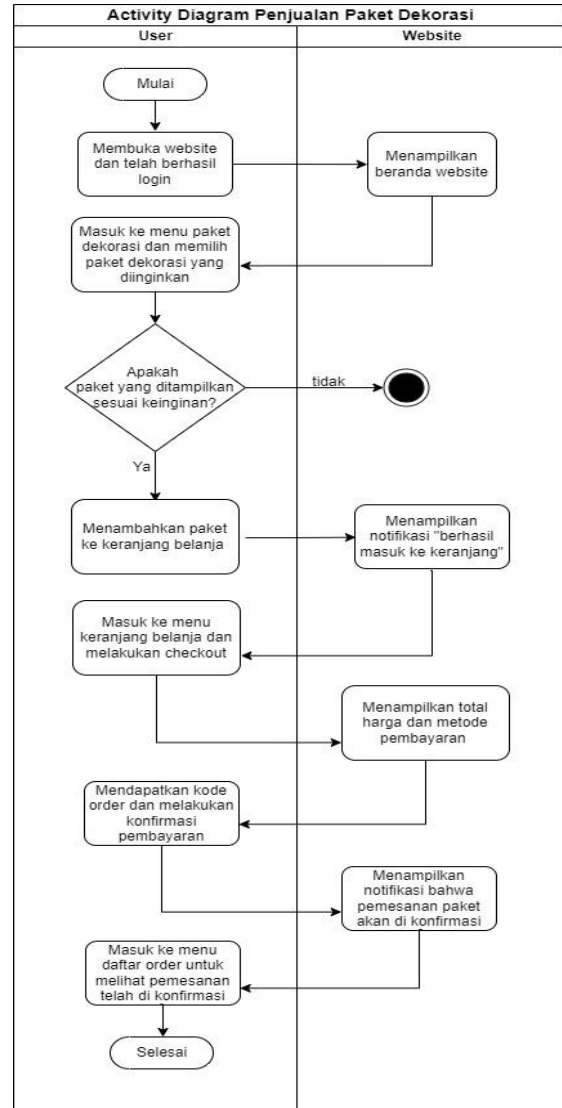 Activity Diagram Penjualan Paket Dekorasi
User
Website
Mulai
Membuka website
dan telah berhasil
login
Menampilkan
beranda website
Masuk ke menu paket
dekorasi dan memilih
paket dekorasi yang
diinginkan
Apakah
paket yang ditampilkan
sesuai keinginan?
tidak
Ya
Menambahkan paket
ke keranjang belanja
Menampilkan
notifikasi "berhasil
masuk ke keranjang"
Masuk ke menu
keranjang belanja dan
melakukan checkout
Menampilkan total
harga dan metode
pembayaran
Mendapatkan kode
order dan melakukan
konfirmasi
pembayaran
Menampilkan
notifikasi bahwa
pemesanan paket
akan di konfirmasi
Masuk ke menu
daftar order untuk
melihat pemesanan
telah di konfirmasi
Selesai